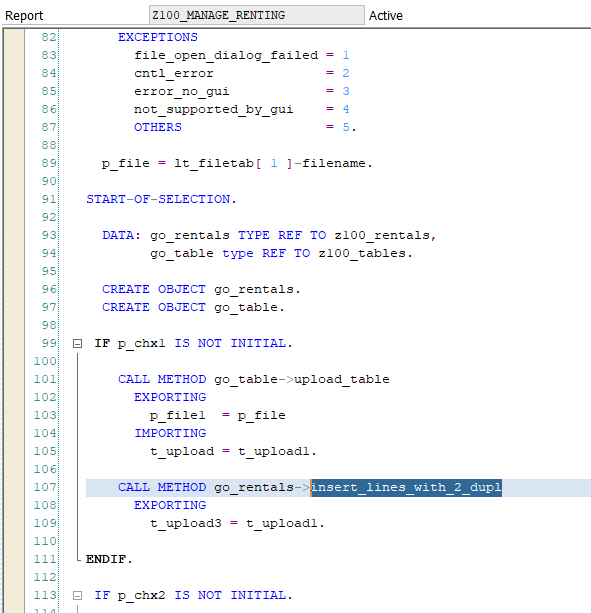 Report Z100_MANAGE_RENTING Active
82 EXCEPTIONS
83 file_open_dialog_failed = 1
84 cntl_error = 2
85 error_no_gui = 3
86 not_supported_by_gui = 4
87 OTHERS = 5.
88
89 p_file = lt_filetab[ 1 ]-filename.
90
91 START-OF-SELECTION.
92
93 DATA: go_rentals TYPE REF TO z100_rentals,
94 go_table type REF TO z100_tables.
95
96 CREATE OBJECT go_rentals.
97 CREATE OBJECT go_table.
98
99 IF p_chx1 IS NOT INITIAL.
100
101 CALL METHOD go_table->upload_table
102 EXPORTING
103 p_file1 = p_file
104 IMPORTING
105 t_upload = t_upload1.
106
107 CALL METHOD go_rentals->insert_lines_with_2_dupl
108 EXPORTING
109 t_upload3 = t_upload1.
110
111 ENDIF.
112
113 IF p_chx2 IS NOT INITIAL.
114